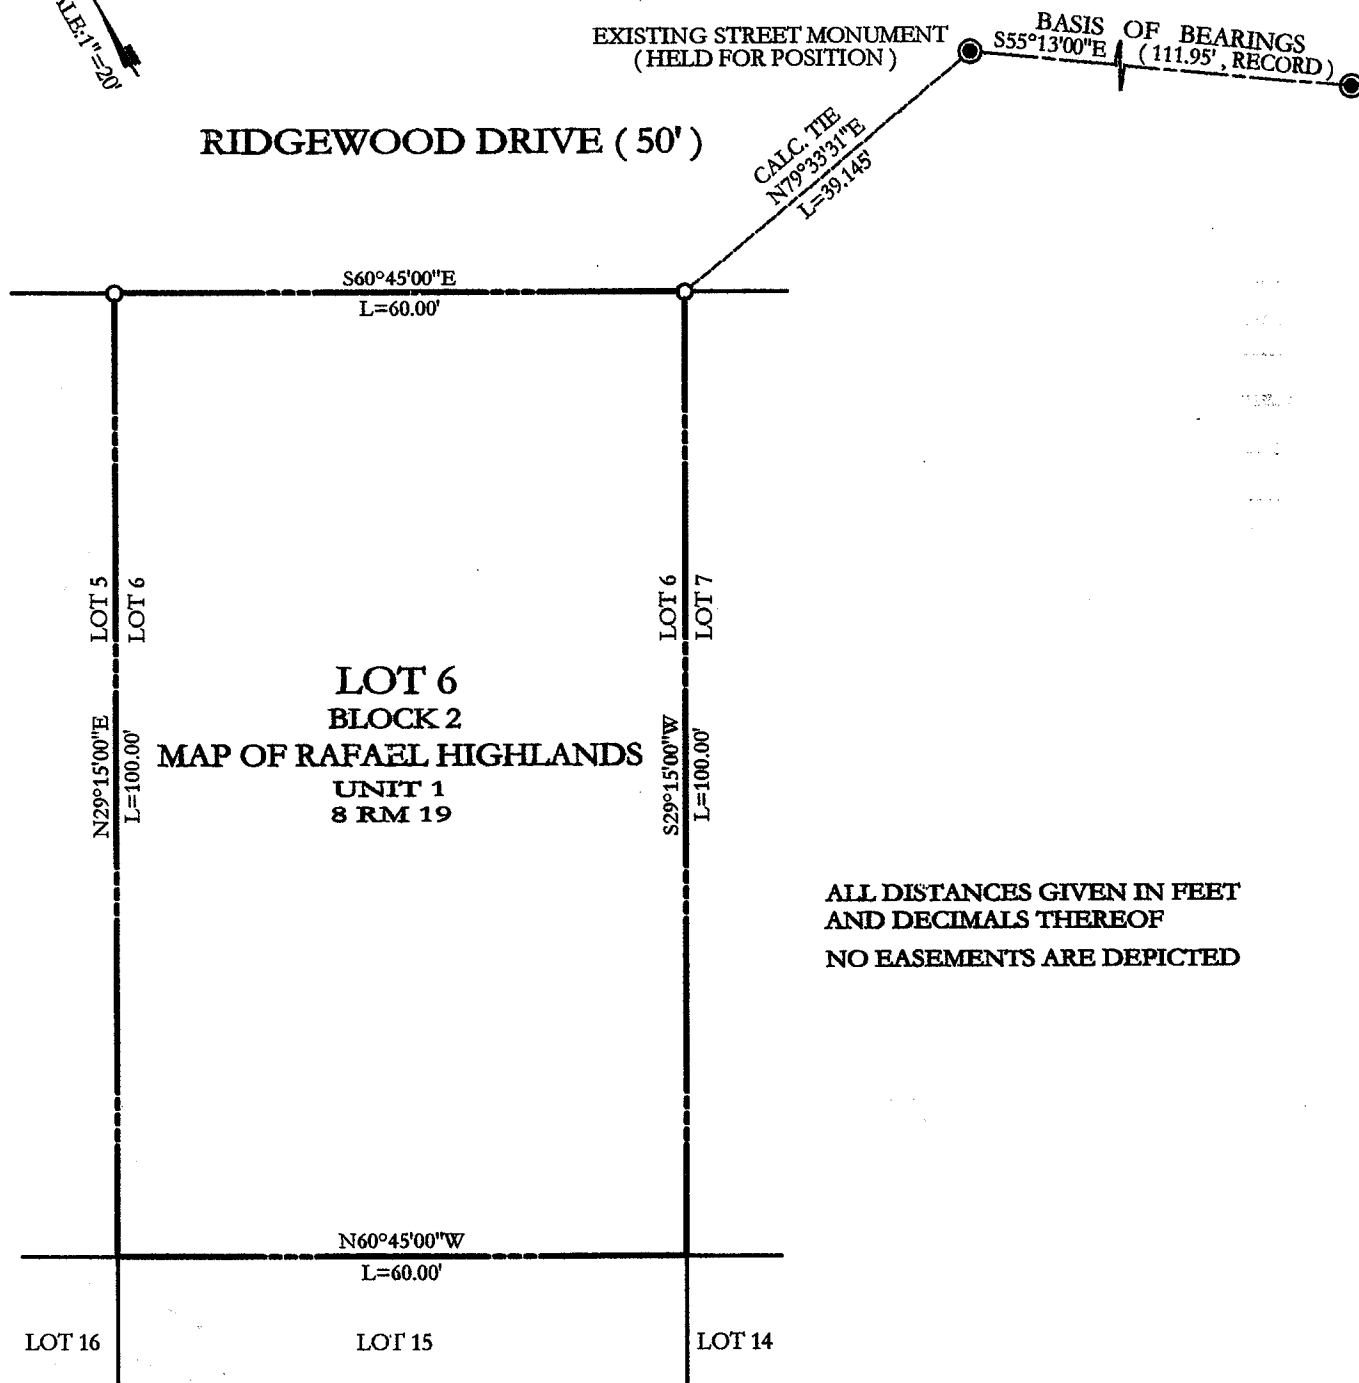 1"=20'
EXISTING STREET MONUMENT
( HELD FOR POSITION )
BASIS OF BEARINGS
S55°13'00"E
( 111.95' , RECORD )
RIDGEWOOD DRIVE ( 50' )
CALC. TIE
N79°33'31"E
L=39.145'
S60°45'00"E
L=60.00'
LOT 5
LOT 6
LOT 6
LOT 7
N29°15'00"E
L=100.00'
LOT 6
BLOCK 2
MAP OF RAFAEL HIGHLANDS
UNIT 1
8 RM 19
S29°15'00"W
L=100.00'
ALL DISTANCES GIVEN IN FEET
AND DECIMALS THEREOF
NO EASEMENTS ARE DEPICTED
N60°45'00"W
L=60.00'
LOT 16
LOT 15
LOT 14